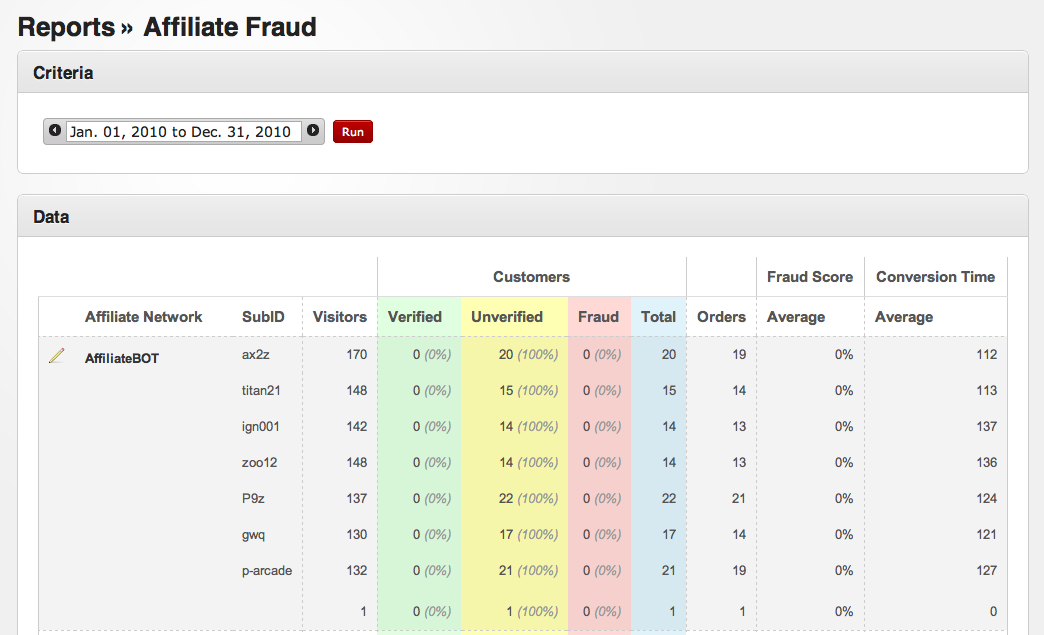 Reports » Affiliate Fraud
Criteria
Jan. 01, 2010 to Dec. 31, 2010 Run
Data
Customers Fraud Score Conversion Time
Affiliate Network SubID Visitors Verified Unverified Fraud Total Orders Average Average
AffiliateBOT ax2z 170 0 (0%) 20 (100%) 0 (0%) 20 19 0% 112
titan21 148 0 (0%) 15 (100%) 0 (0%) 15 14 0% 113
ign001 142 0 (0%) 14 (100%) 0 (0%) 14 13 0% 137
zoo12 148 0 (0%) 14 (100%) 0 (0%) 14 13 0% 136
P9z 137 0 (0%) 22 (100%) 0 (0%) 22 21 0% 124
gwq 130 0 (0%) 17 (100%) 0 (0%) 17 14 0% 121
p-arcade 132 0 (0%) 21 (100%) 0 (0%) 21 19 0% 127
1 0 (0%) 1 (100%) 0 (0%) 1 1 0% 0